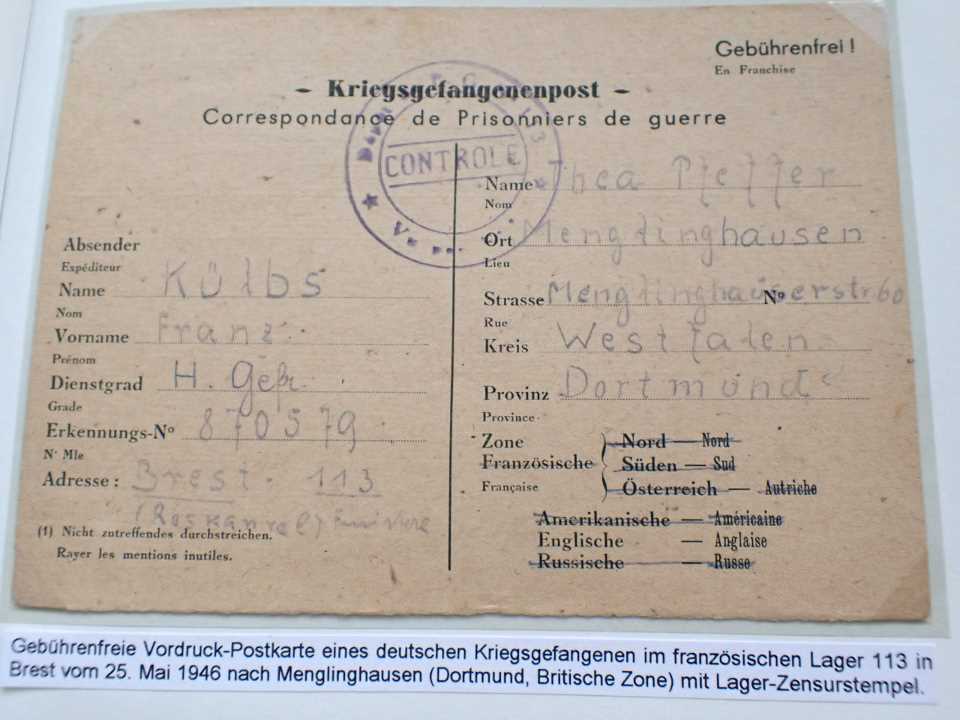 Gebührenfrei !
En Franchise
- Kriegsgefangenenpost -
Correspondance de Prisonniers de guerre
CONTROLE
Name Thea Pfeffer
Nom
Ort Menglinghausen
Lieu
Strasse Menglinghauserstr. Nº 60
Rue
Kreis Westfalen
Provinz Dortmund
Province
Zone
Französische
Française
Nord — Nord
Süden — Sud
Österreich — Autriche
Amerikanische — Américaine
Englische — Anglaise
Russische — Russe
Absender
Expéditeur
Name Külbs
Nom
Vorname Franz
Prénom
Dienstgrad H. Gefr.
Grade
Erkennungs-Nº 870579
Nº Mle
Adresse : Brest. 113
(Roskanvel) Finistere
(1) Nicht zutreffendes durchstreichen.
Rayer les mentions inutiles.
Gebührenfreie Vordruck-Postkarte eines deutschen Kriegsgefangenen im französischen Lager 113 in
Brest vom 25. Mai 1946 nach Menglinghausen (Dortmund, Britische Zone) mit Lager-Zensurstempel.